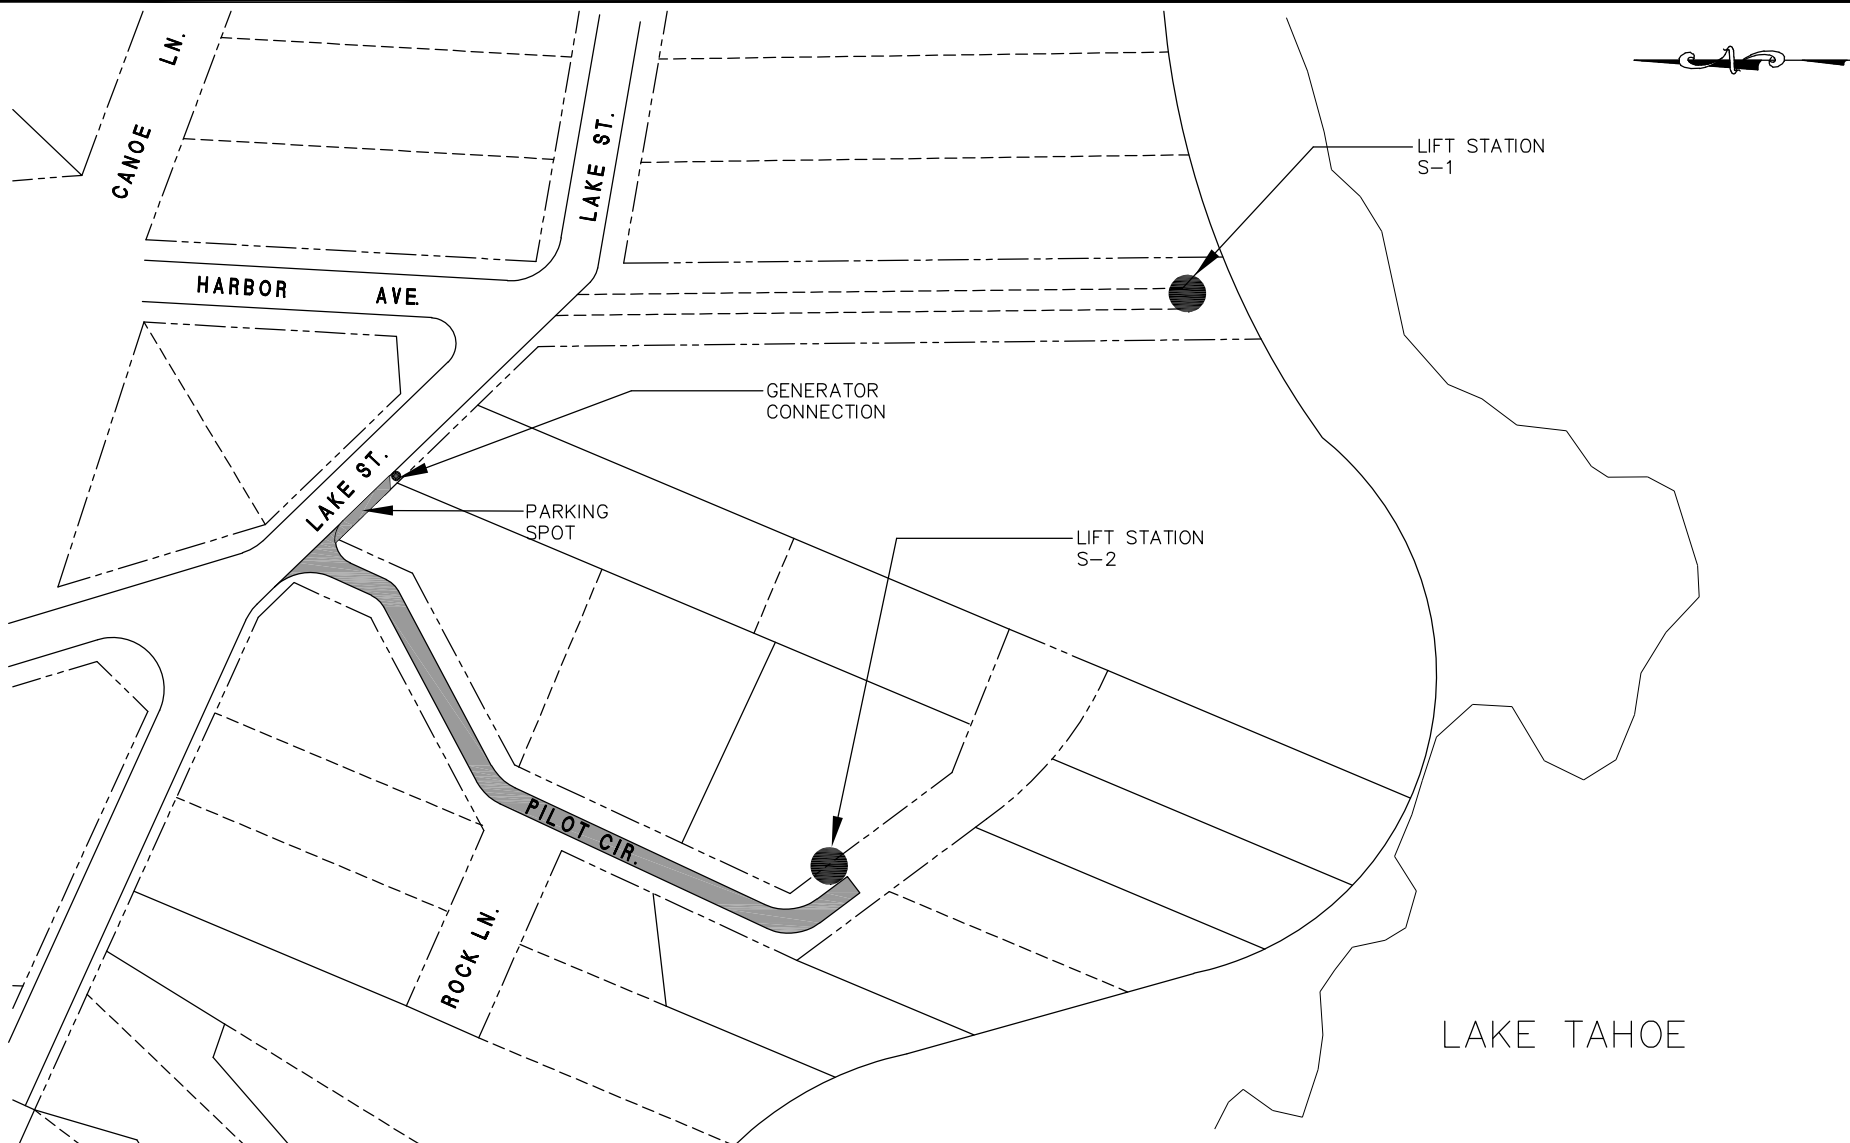 CANOE LN.
LAKE ST.
LIFT STATION
S-1
HARBOR AVE.
GENERATOR
CONNECTION
LAKE ST.
PARKING
SPOT
LIFT STATION
S-2
PILOT CIR.
ROCK LN.
LAKE TAHOE